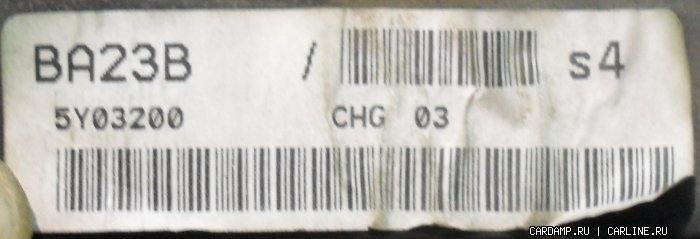 BA23B / s4
5Y03200 CHG 03
CARDAMP.RU | CARLINE.RU